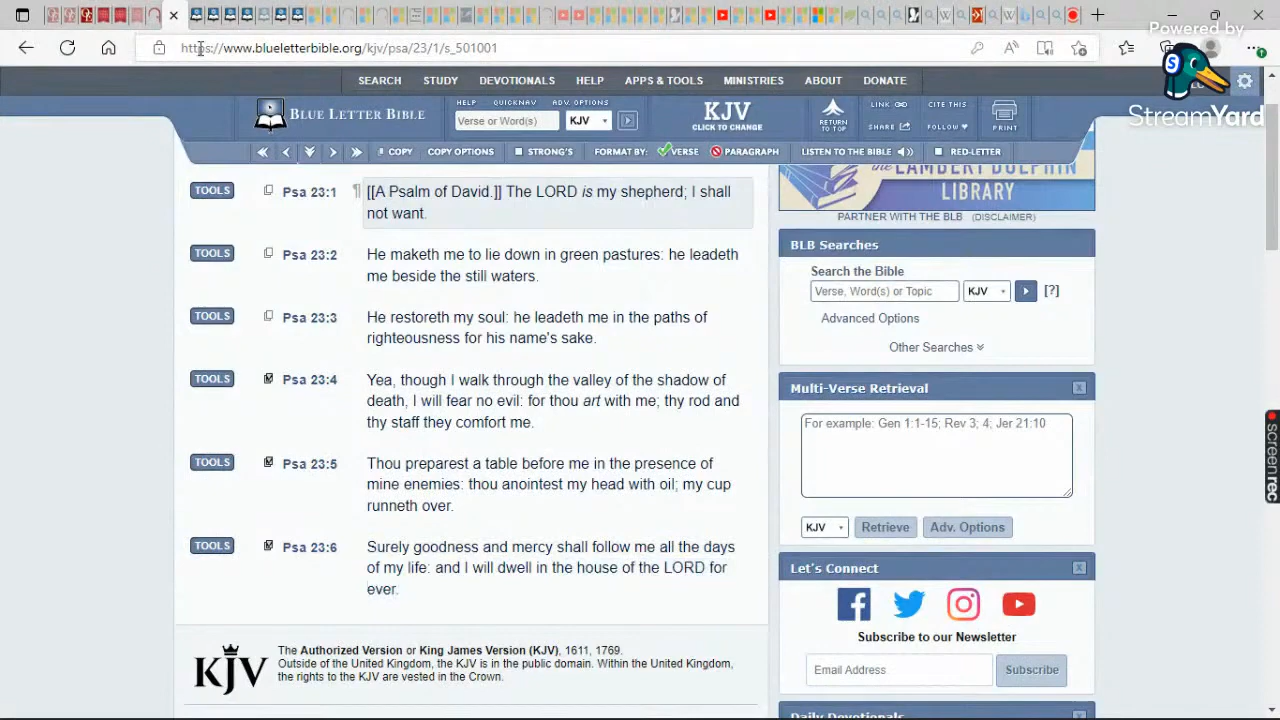 https://www.blueletterbible.org/kjv/psa/23/1/s_501001
Powered by
StreamYard
SEARCH STUDY DEVOTIONALS HELP APPS & TOOLS MINISTRIES ABOUT DONATE
BLUE LETTER BIBLE
HELP QUICKNAV ADV. OPTIONS
Verse or Word(s) KJV
KJV
CLICK TO CHANGE
RETURN
TO TOP
LINK CITE THIS
SHARE FOLLOW
PRINT
COPY COPY OPTIONS STRONG'S FORMAT BY: VERSE PARAGRAPH LISTEN TO THE BIBLE RED-LETTER
TOOLS Psa 23:1 ¶ [[A Psalm of David.]] The LORD is my shepherd; I shall
not want.
TOOLS Psa 23:2 He maketh me to lie down in green pastures: he leadeth
me beside the still waters.
TOOLS Psa 23:3 He restoreth my soul: he leadeth me in the paths of
righteousness for his name's sake.
TOOLS Psa 23:4 Yea, though I walk through the valley of the shadow of
death, I will fear no evil: for thou art with me; thy rod and
thy staff they comfort me.
TOOLS Psa 23:5 Thou preparest a table before me in the presence of
mine enemies: thou anointest my head with oil; my cup
runneth over.
TOOLS Psa 23:6 Surely goodness and mercy shall follow me all the days
of my life: and I will dwell in the house of the LORD for
ever.
KJV
The Authorized Version or King James Version (KJV), 1611, 1769.
Outside of the United Kingdom, the KJV is in the public domain. Within the United Kingdom,
the rights to the KJV are vested in the Crown.
the LAMBERT DOLPHIN
LIBRARY
PARTNER WITH THE BLB (DISCLAIMER)
BLB Searches
Search the Bible
Verse, Word(s) or Topic KJV [?]
Advanced Options
Other Searches
Multi-Verse Retrieval x
For example: Gen 1:1-15; Rev 3; 4; Jer 21:10
KJV Retrieve Adv. Options
Let's Connect x
Subscribe to our Newsletter
Email Address Subscribe
Daily Devotionals
screenrec